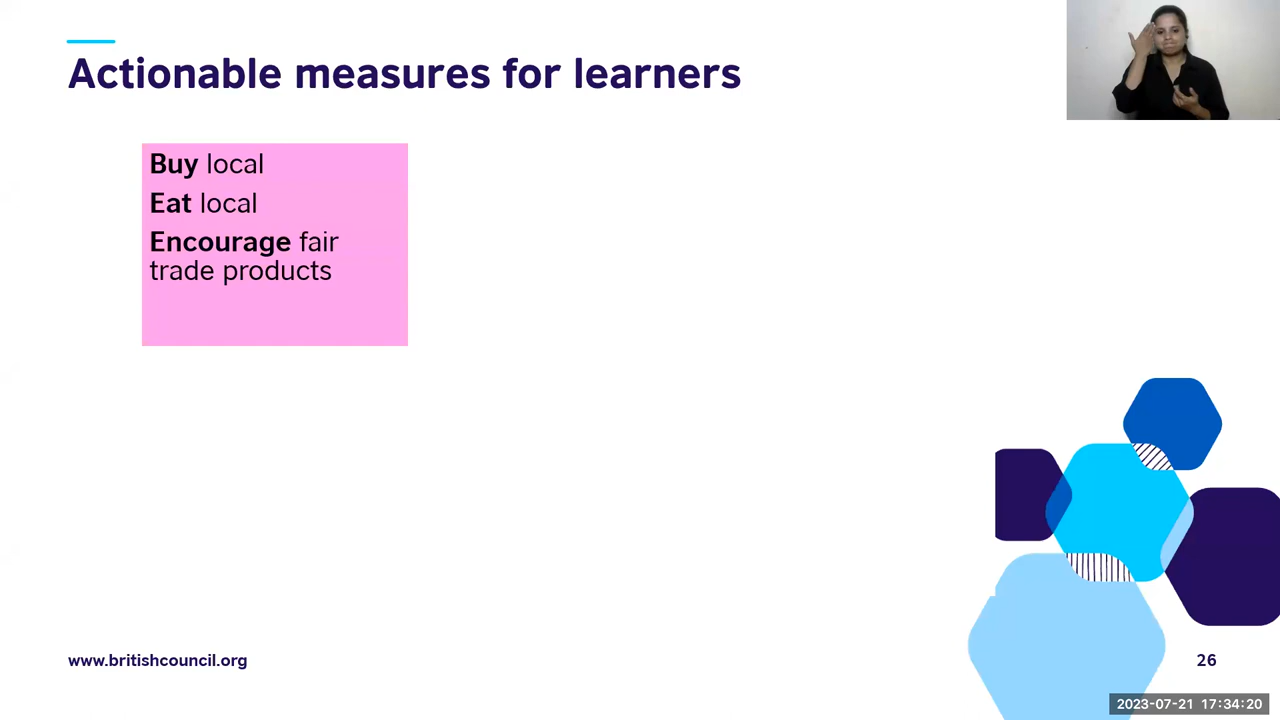 Actionable measures for learners
Buy local
Eat local
Encourage fair
trade products
www.britishcouncil.org
26
2023-07-21 17:34:20